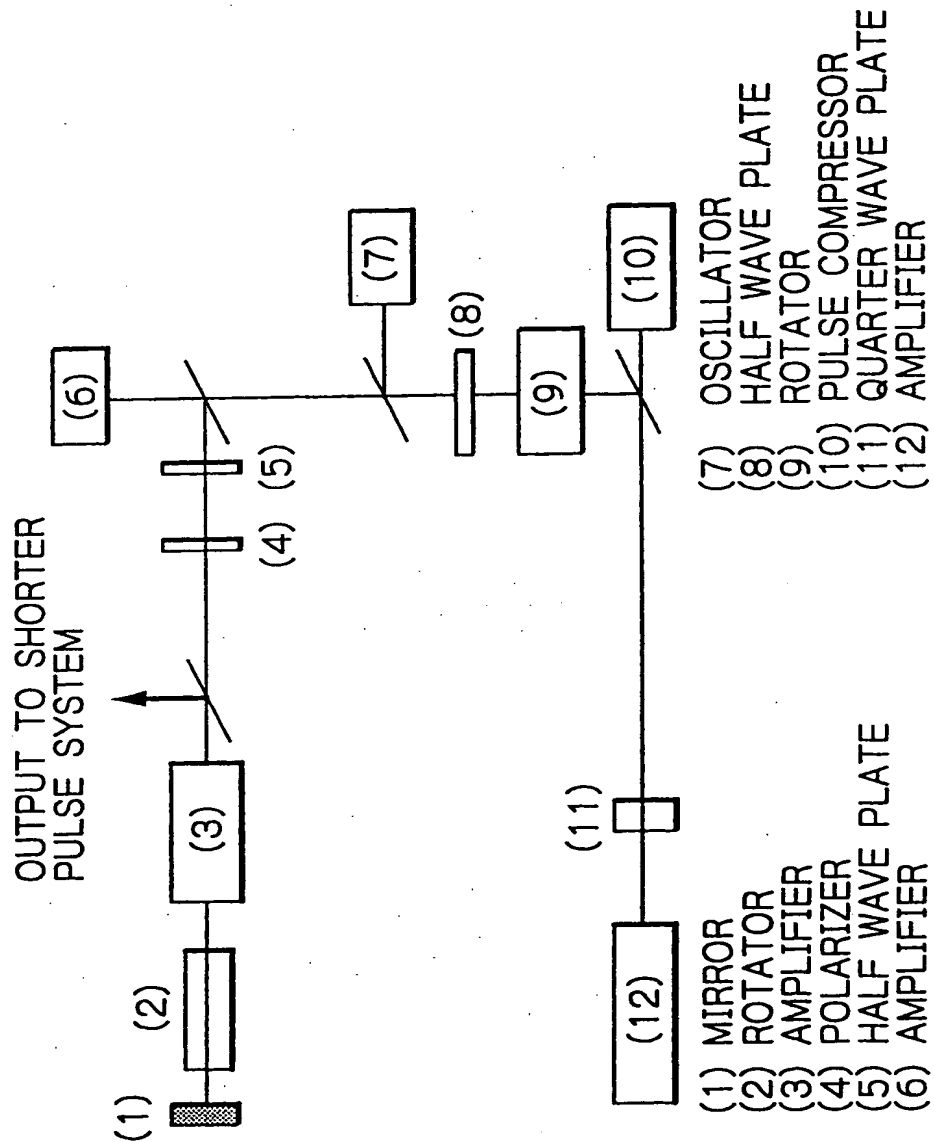 OUTPUT TO SHORTER
PULSE SYSTEM
(1)
(2)
(3)
(4)
(5)
(6)
(7)
(8)
(9)
(10)
(11)
(12)
(1) MIRROR
(2) ROTATOR
(3) AMPLIFIER
(4) POLARIZER
(5) HALF WAVE PLATE
(6) AMPLIFIER
(7) OSCILLATOR
(8) HALF WAVE PLATE
(9) ROTATOR
(10) PULSE COMPRESSOR
(11) QUARTER WAVE PLATE
(12) AMPLIFIER